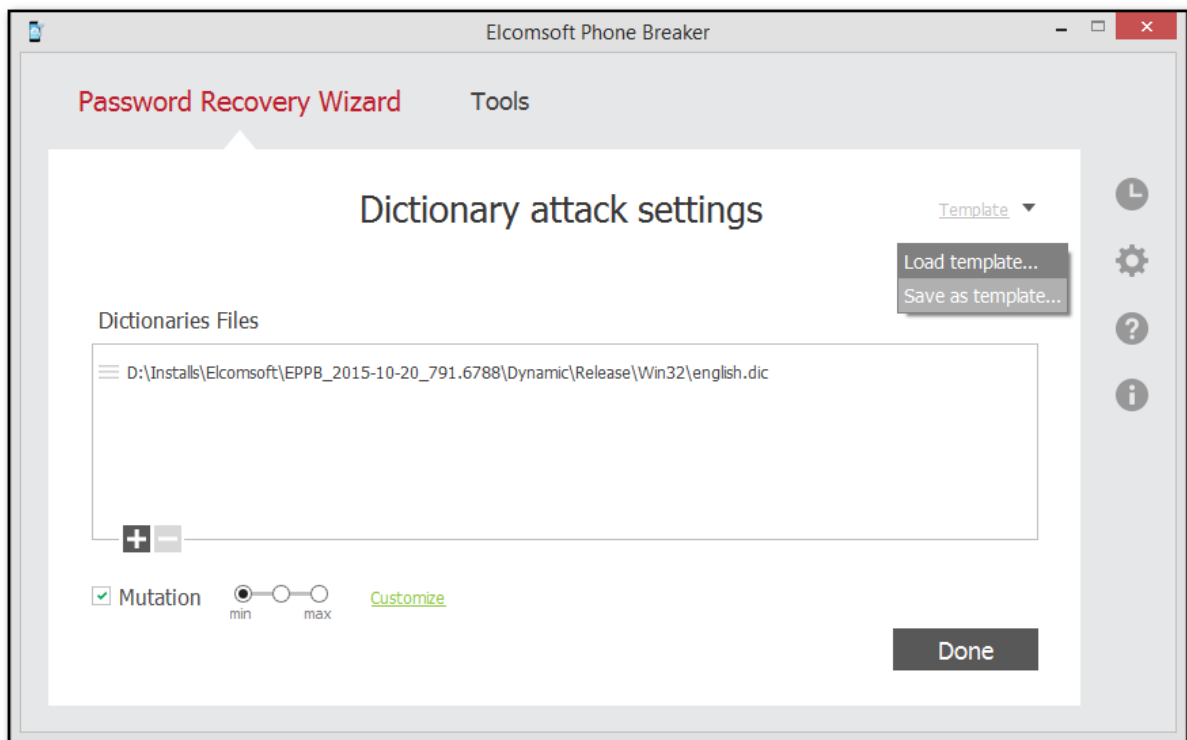 Elcomsoft Phone Breaker
Password Recovery Wizard Tools
Dictionary attack settings
Template
Load template...
Save as template...
Dictionaries Files
D:\Installs\Elcomsoft\EPPB_2015-10-20_791.6788\Dynamic\Release\Win32\english.dic
Mutation
min max
Customize
Done